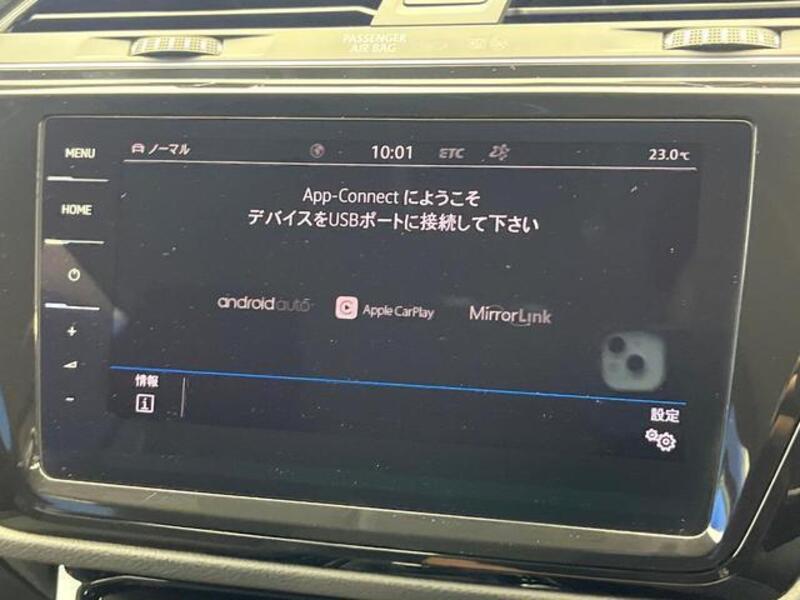 PASSENGER
AIR BAG
MENU
ノーマル 10:01 ETC 23.0℃
HOME
App-Connect にようこそ
デバイスをUSBポートに接続して下さい
android auto Apple CarPlay MirrorLink
+
-
情報
i
設定